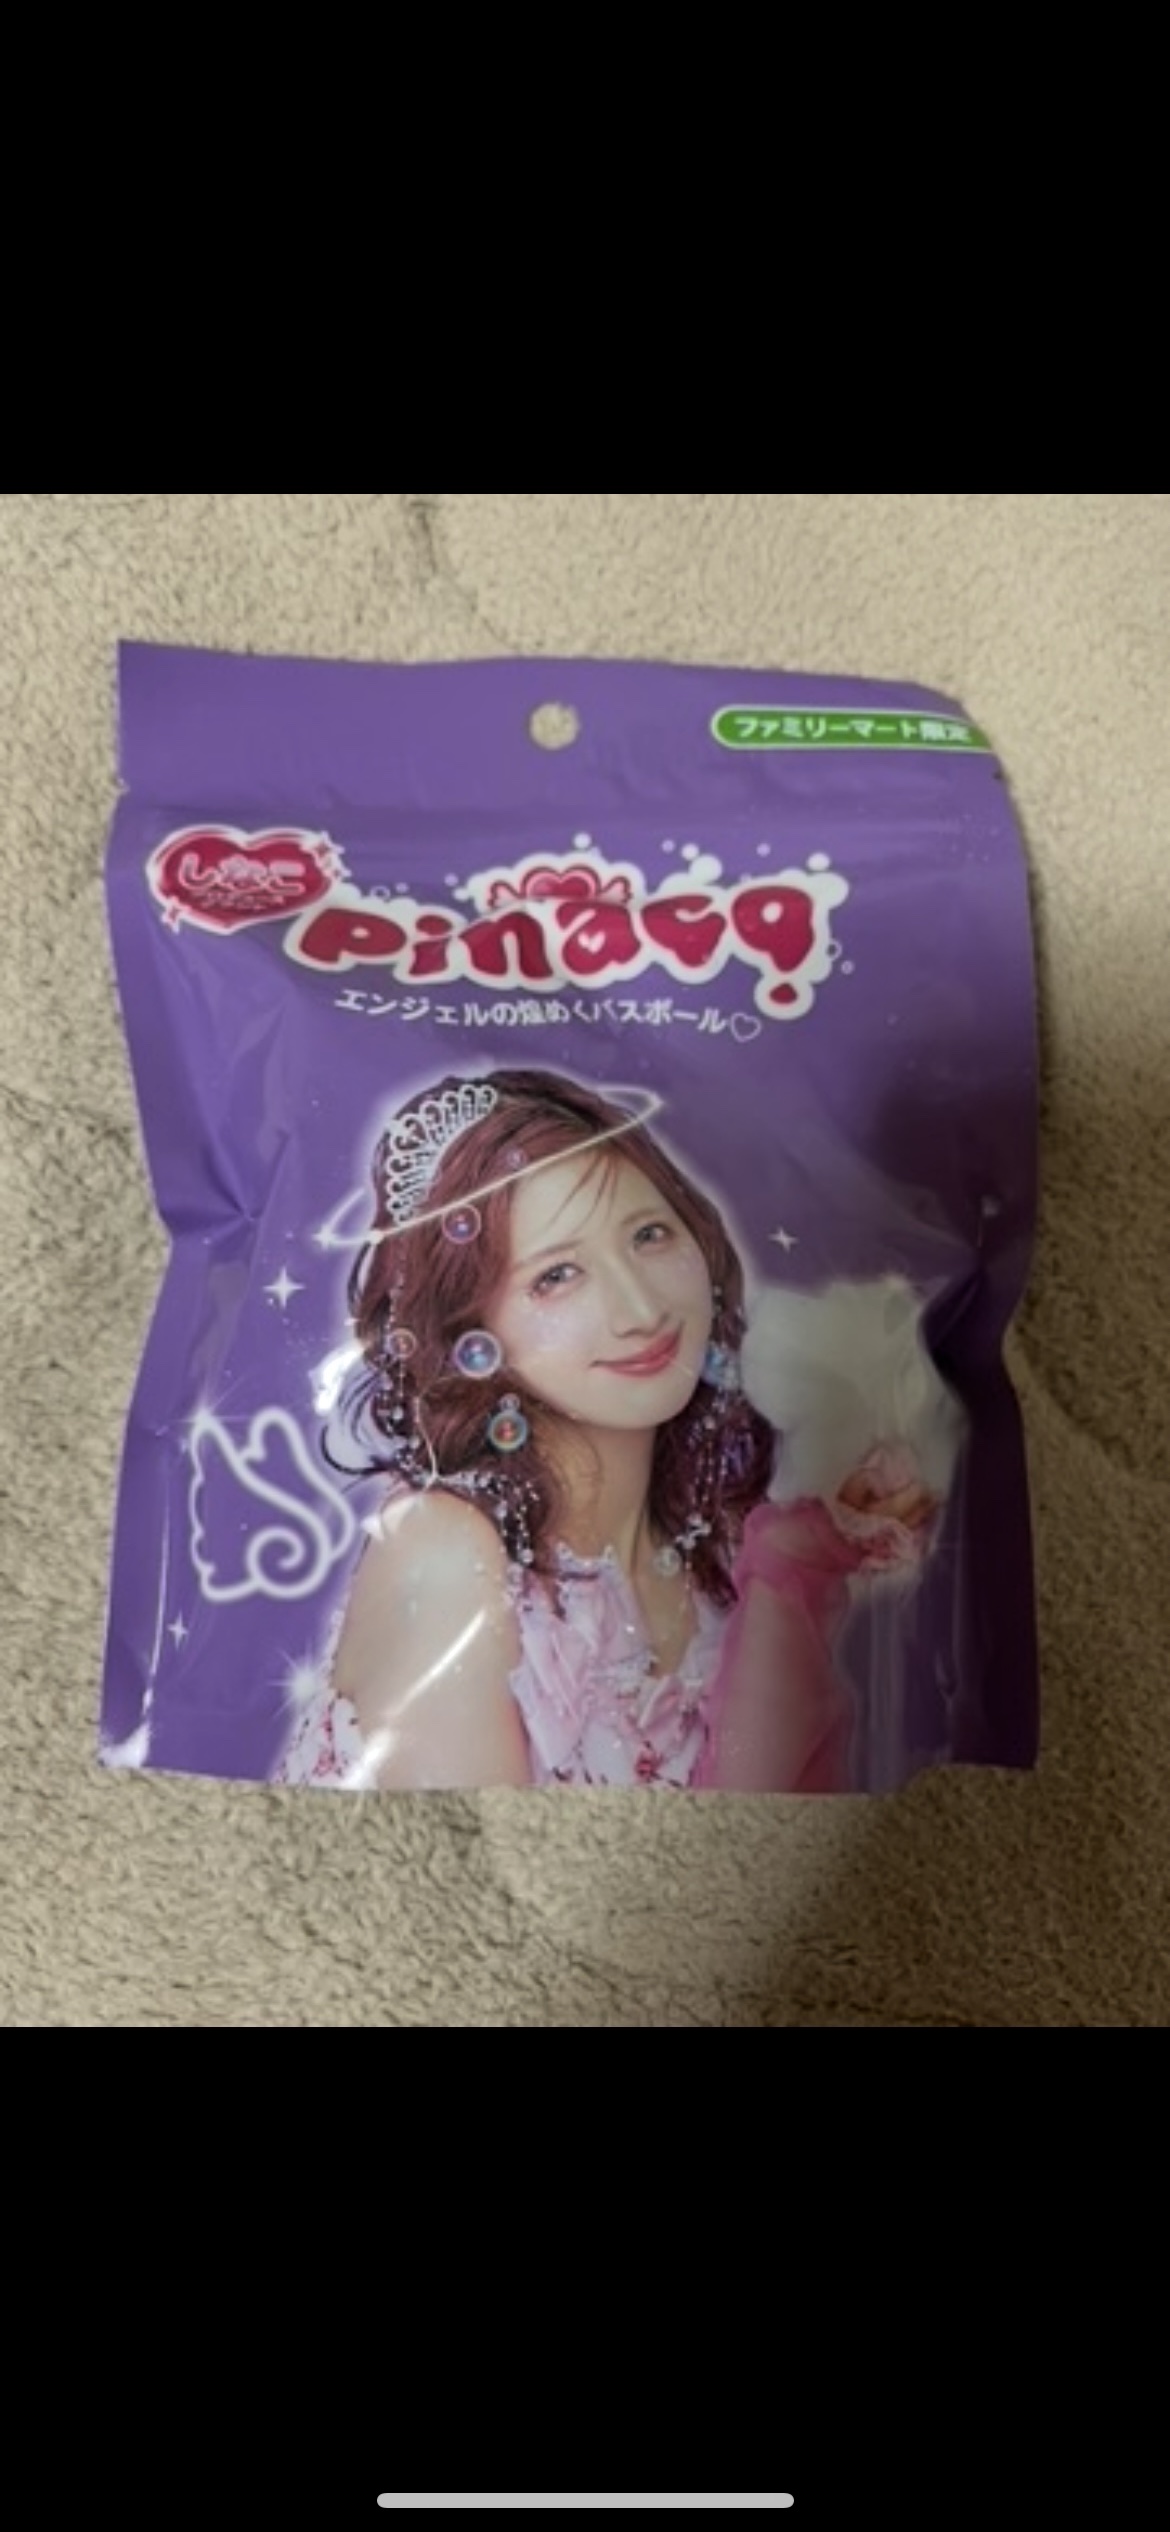 ファミリーマート限定
しなこ
pinaco
エンジェルの煌めくバスボール♡